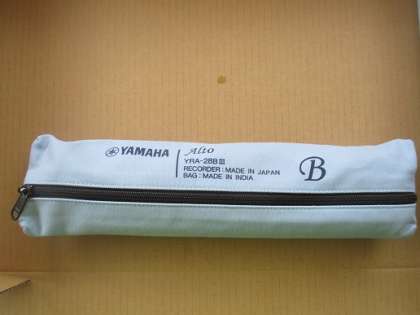 YAMAHA
Alto
YRA-28BIII
RECORDER: MADE IN JAPAN
BAG: MADE IN INDIA
B